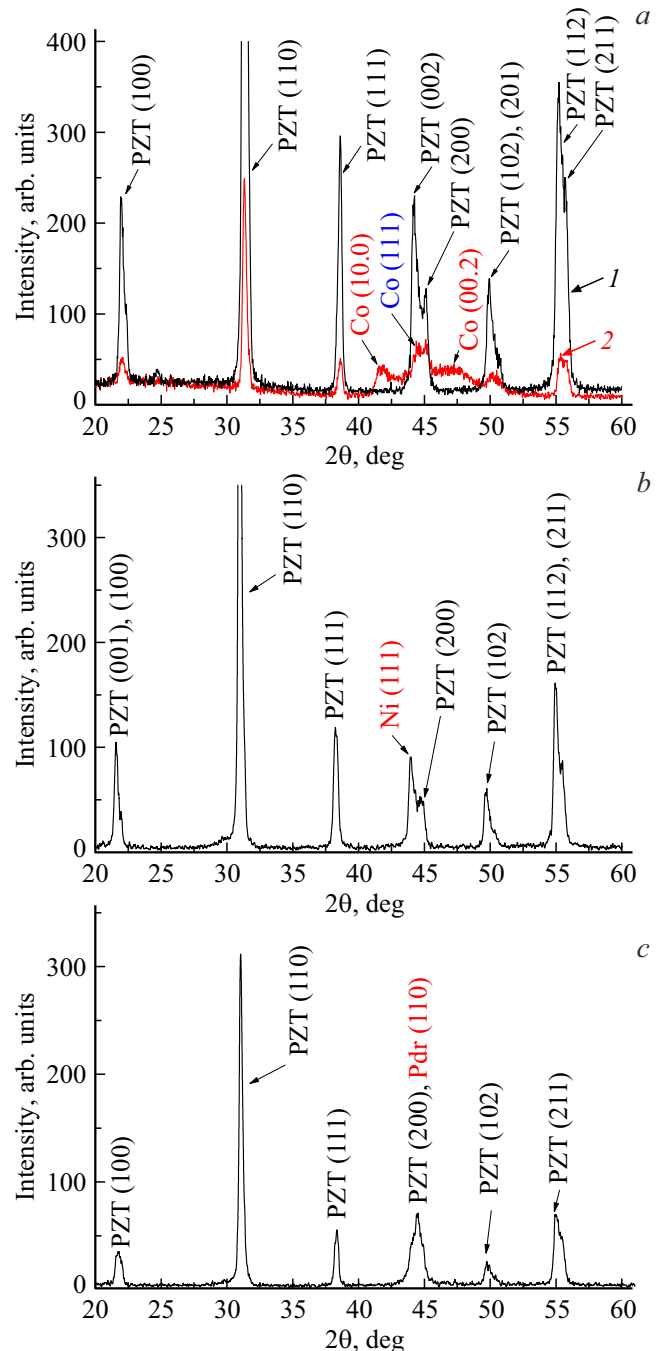 a
400
300
200
100
0
Intensity, arb. units
PZT (100)
PZT (110)
PZT (111)
Co (10.0)
Co (111)
PZT (002)
PZT (200)
Co (00.2)
PZT (102), (201)
PZT (112)
PZT (211)
1
2
20 25 30 35 40 45 50 55 60
2θ, deg
b
300
200
100
0
Intensity, arb. units
PZT (001), (100)
PZT (110)
PZT (111)
Ni (111)
PZT (200)
PZT (102)
PZT (112), (211)
20 25 30 35 40 45 50 55 60
2θ, deg
c
300
200
100
0
Intensity, arb. units
PZT (100)
PZT (110)
PZT (111)
PZT (200), Pdr (110)
PZT (102)
PZT (211)
20 25 30 35 40 45 50 55 60
2θ, deg